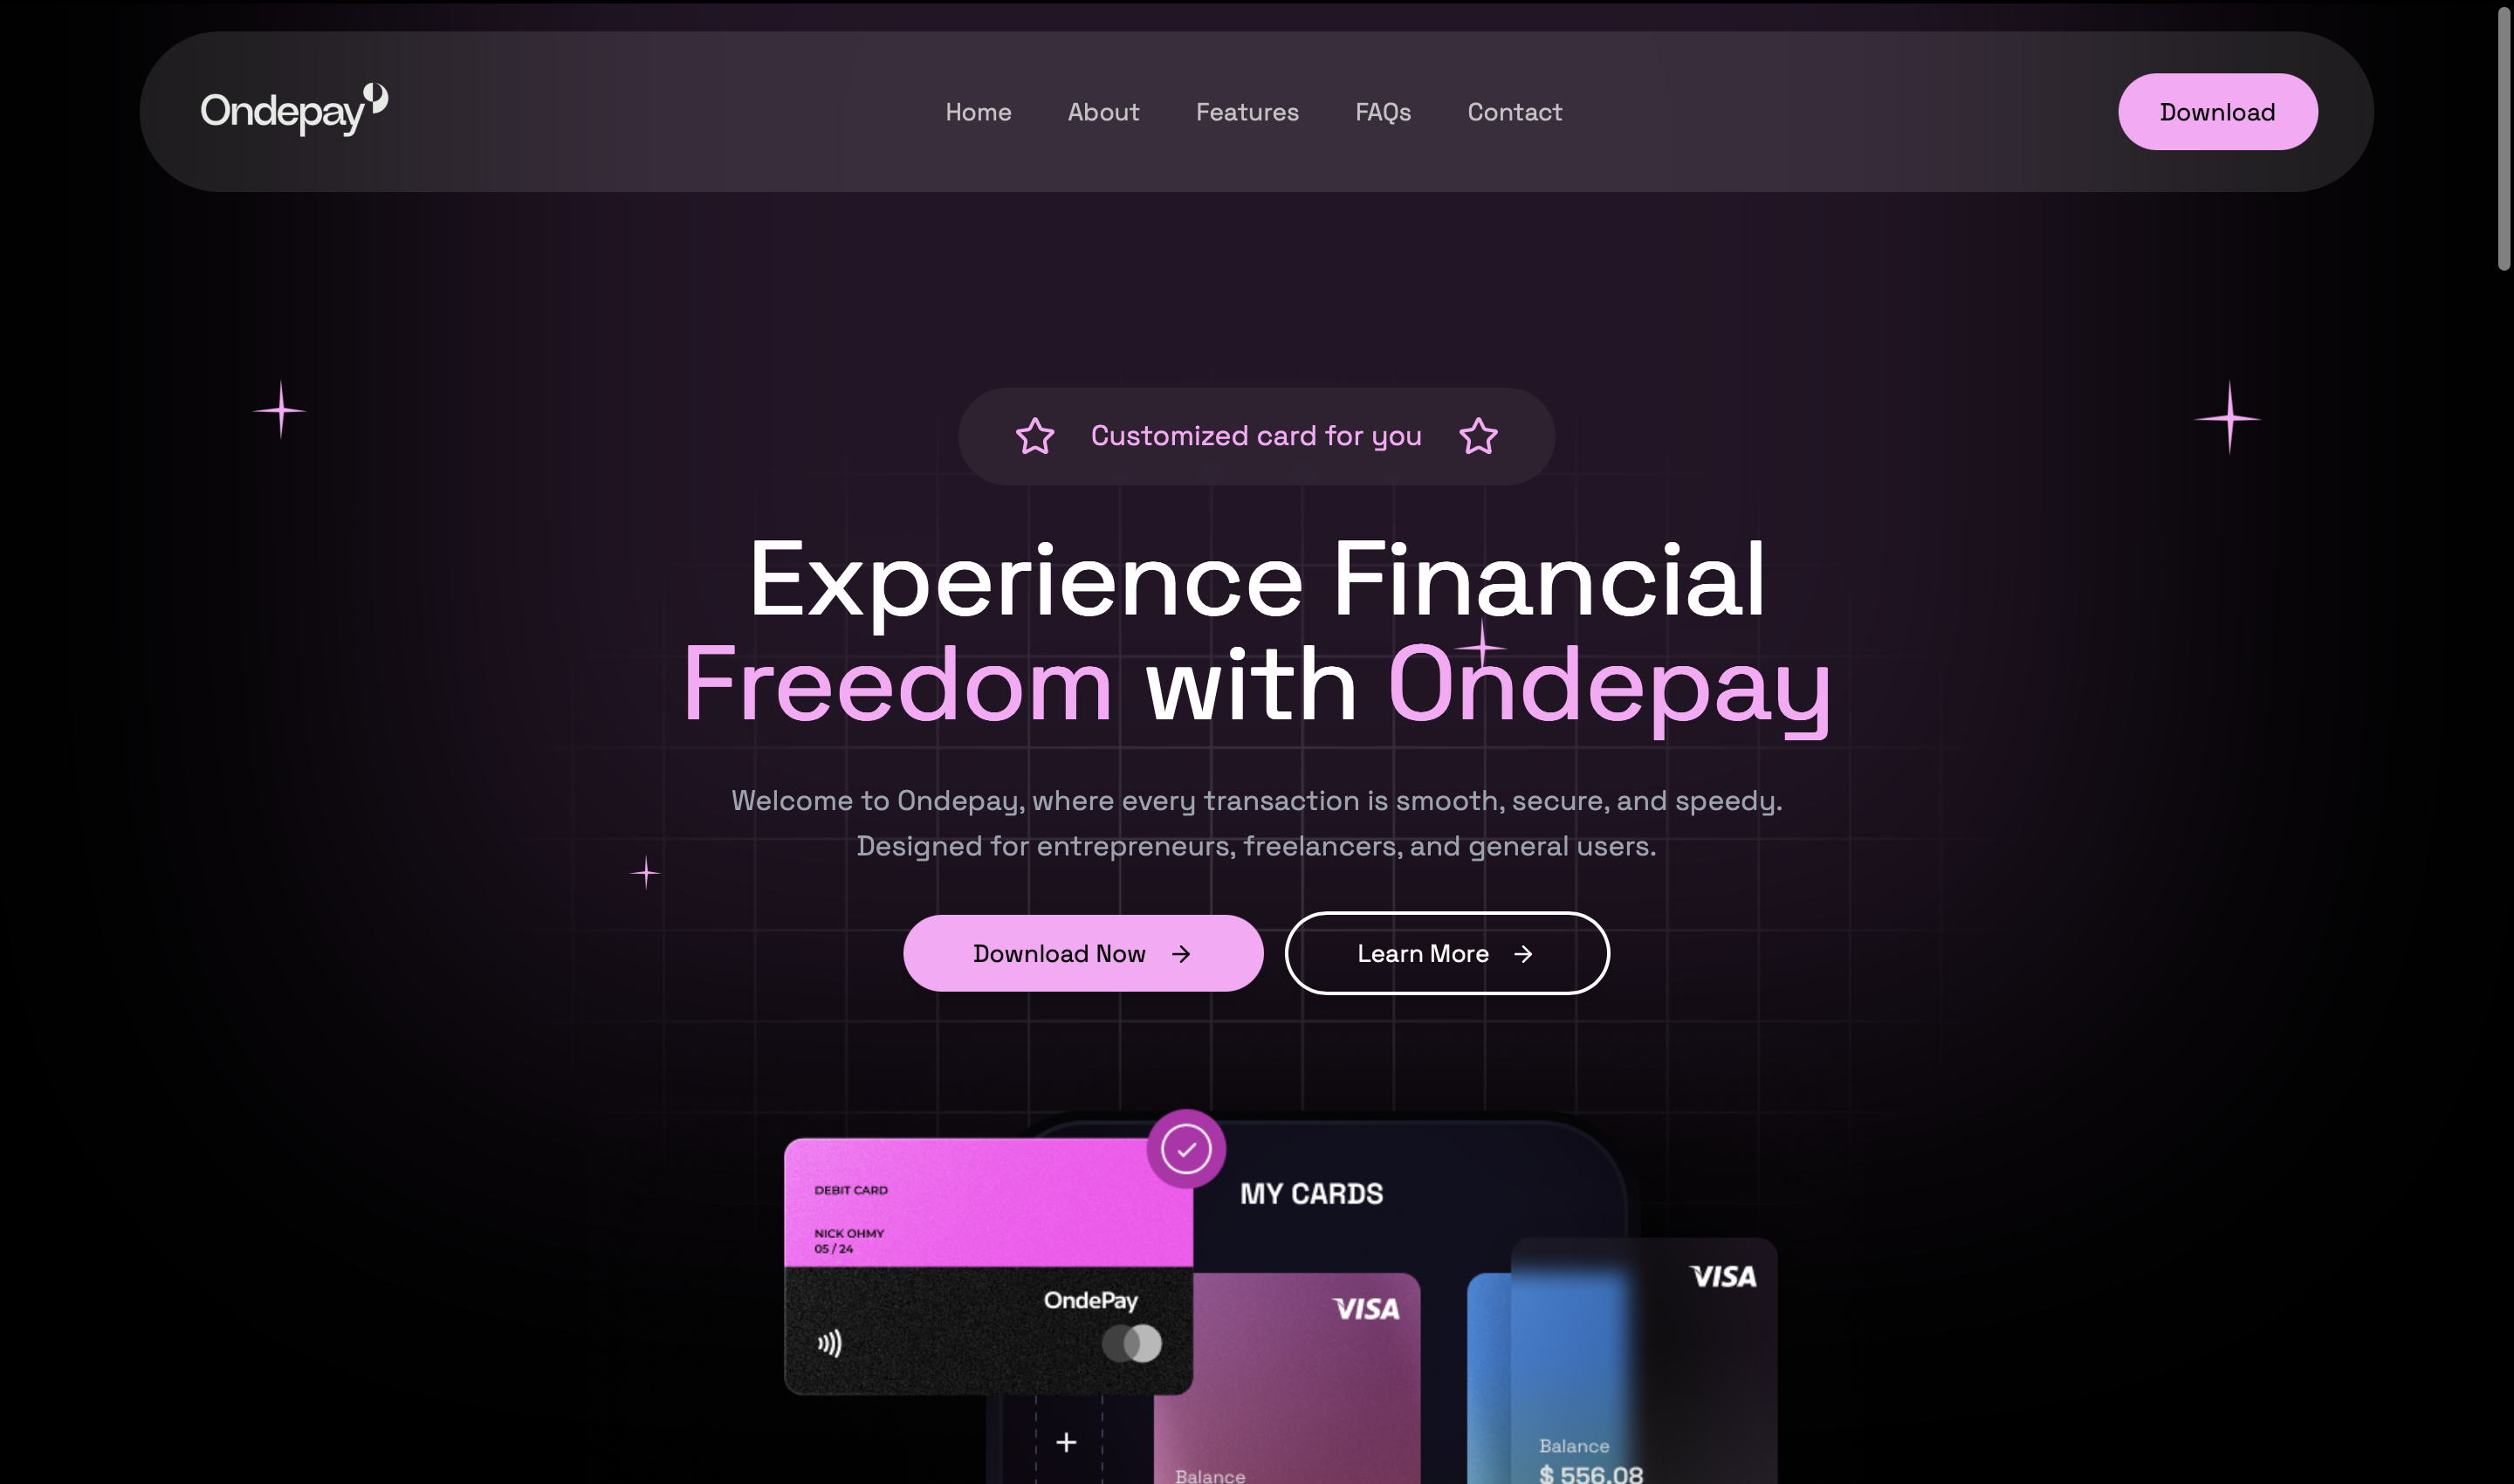 Ondepay
Home About Features FAQs Contact
Download
Customized card for you
Experience Financial
Freedom with Ondepay
Welcome to Ondepay, where every transaction is smooth, secure, and speedy.
Designed for entrepreneurs, freelancers, and general users.
Download Now →
Learn More →
DEBIT CARD
NICK OHMY
05 / 24
OndePay
MY CARDS
VISA
Balance
VISA
Balance
$ 556.08